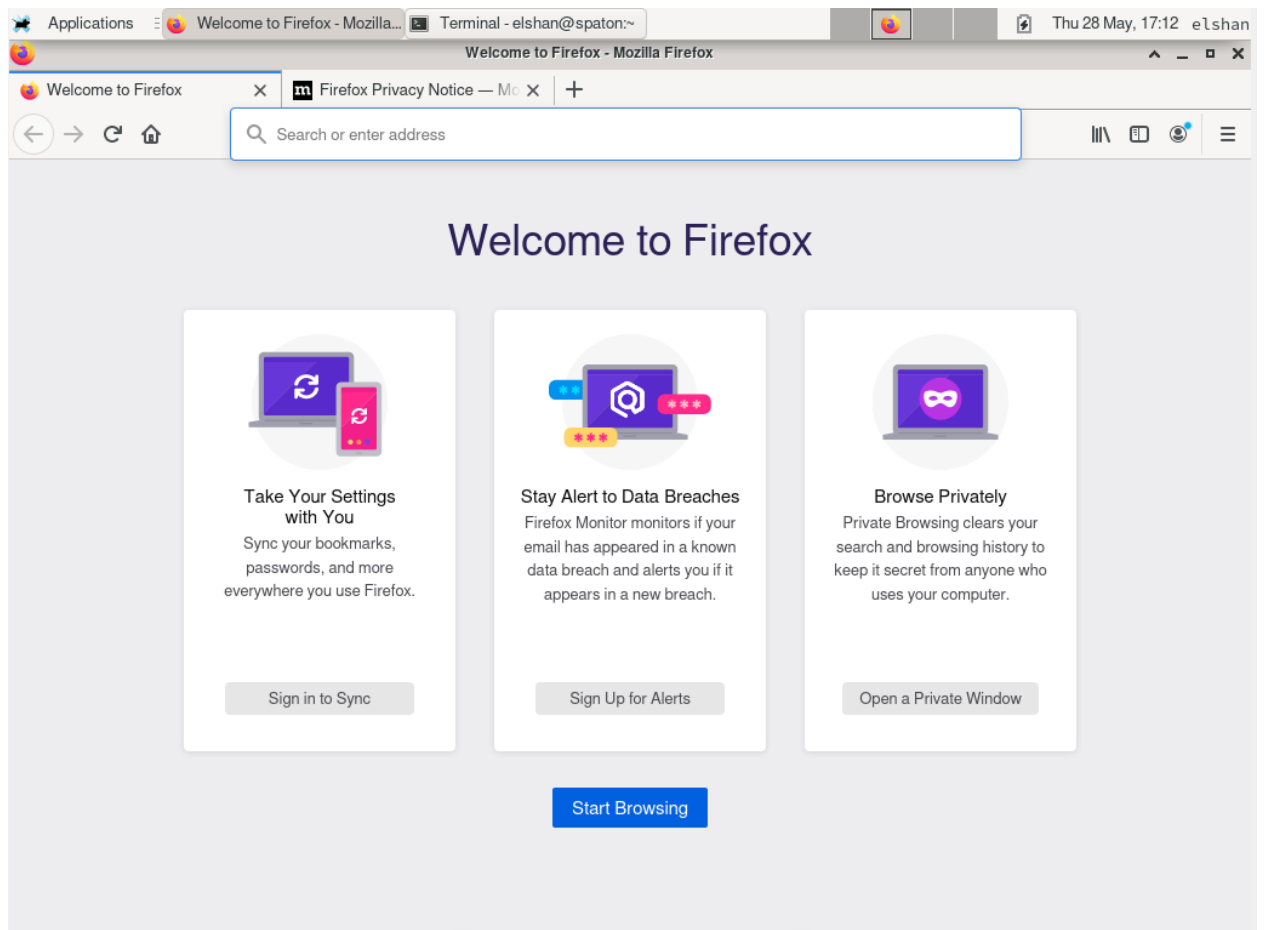 Applications
Welcome to Firefox - Mozilla...
Terminal - elshan@spaton:~
Thu 28 May, 17:12
elshan
Welcome to Firefox - Mozilla Firefox
Welcome to Firefox
Firefox Privacy Notice — Mo
Search or enter address
Welcome to Firefox
Take Your Settings
with You
Sync your bookmarks,
passwords, and more
everywhere you use Firefox.
Sign in to Sync
Stay Alert to Data Breaches
Firefox Monitor monitors if your
email has appeared in a known
data breach and alerts you if it
appears in a new breach.
Sign Up for Alerts
Browse Privately
Private Browsing clears your
search and browsing history to
keep it secret from anyone who
uses your computer.
Open a Private Window
Start Browsing